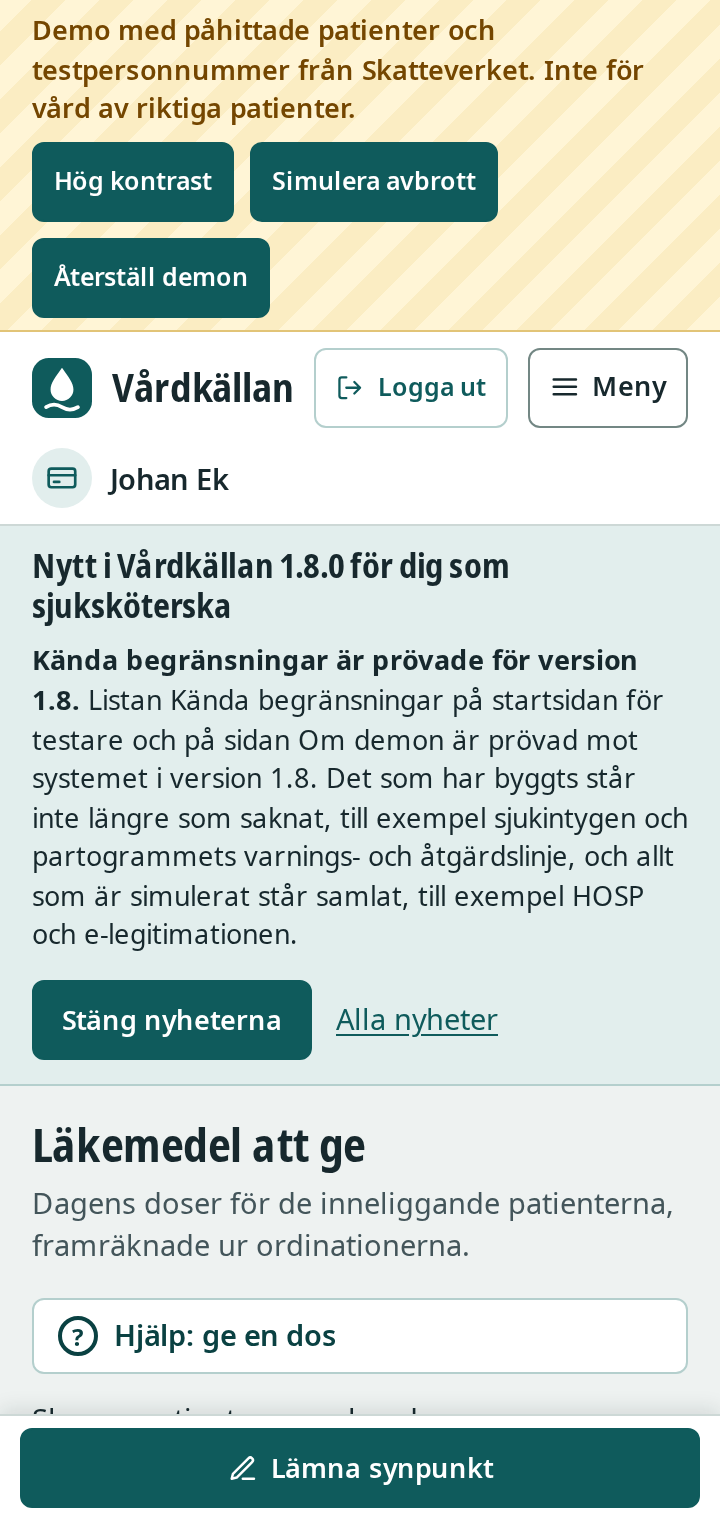 Demo med påhittade patienter och
testpersonnummer från Skatteverket. Inte för
vård av riktiga patienter.
Hög kontrast
Simulera avbrott
Återställ demon
Vårdkällan
Logga ut
Meny
Johan Ek
Nytt i Vårdkällan 1.8.0 för dig som
sjuksköterska
Kända begränsningar är prövade för version
1.8. Listan Kända begränsningar på startsidan för
testare och på sidan Om demon är prövad mot
systemet i version 1.8. Det som har byggts står
inte längre som saknat, till exempel sjukintygen och
partogrammets varnings- och åtgärdslinje, och allt
som är simulerat står samlat, till exempel HOSP
och e-legitimationen.
Stäng nyheterna
Alla nyheter
Läkemedel att ge
Dagens doser för de inneliggande patienterna,
framräknade ur ordinationerna.
? Hjälp: ge en dos
Lämna synpunkt